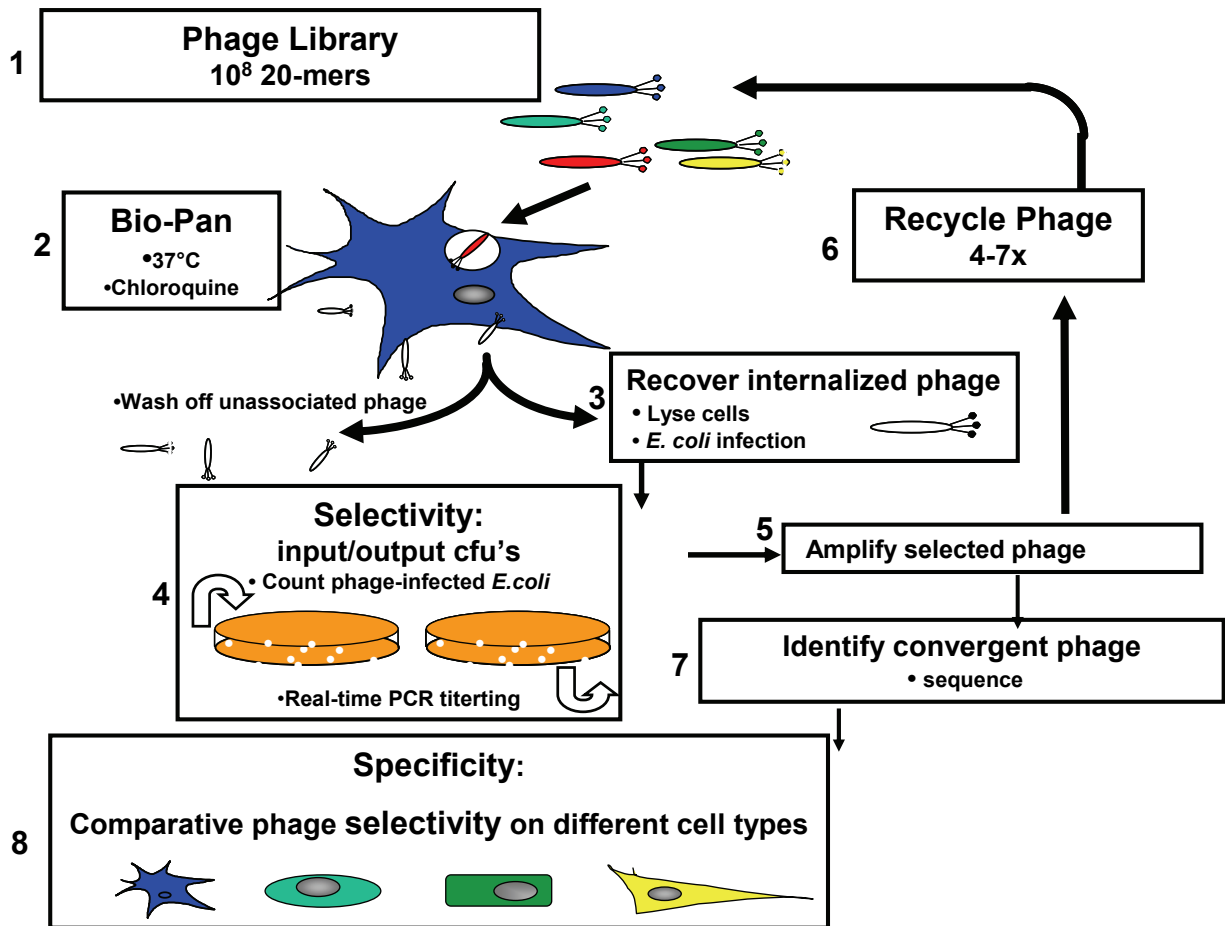 1
Phage Library
10⁸ 20-mers
2
Bio-Pan
•37°C
•Chloroquine
6
Recycle Phage
4-7x
•Wash off unassociated phage
3
Recover internalized phage
• Lyse cells
• E. coli infection
4
Selectivity:
input/output cfu's
• Count phage-infected E.coli
•Real-time PCR titerting
5
Amplify selected phage
7
Identify convergent phage
• sequence
8
Specificity:
Comparative phage selectivity on different cell types